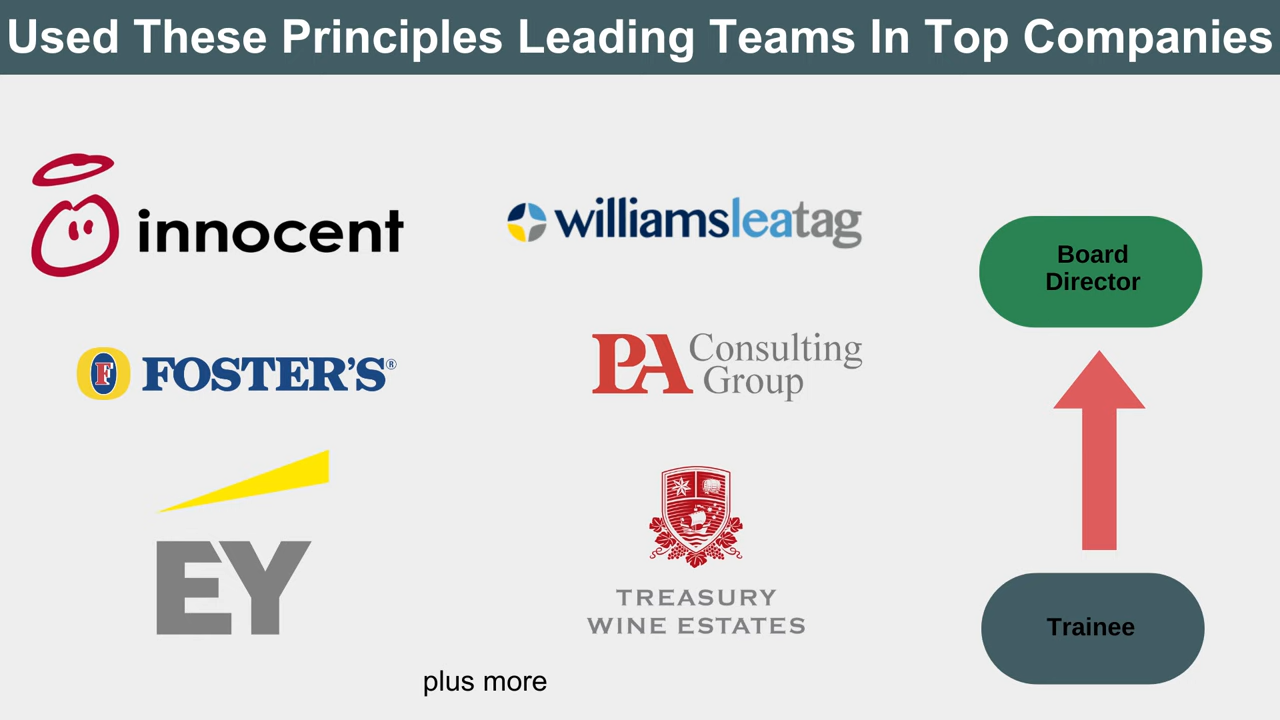 Used These Principles Leading Teams In Top Companies
innocent
williamsleatag
FOSTER'S®
PA Consulting
Group
EY
TREASURY
WINE ESTATES
plus more
Board
Director
Trainee